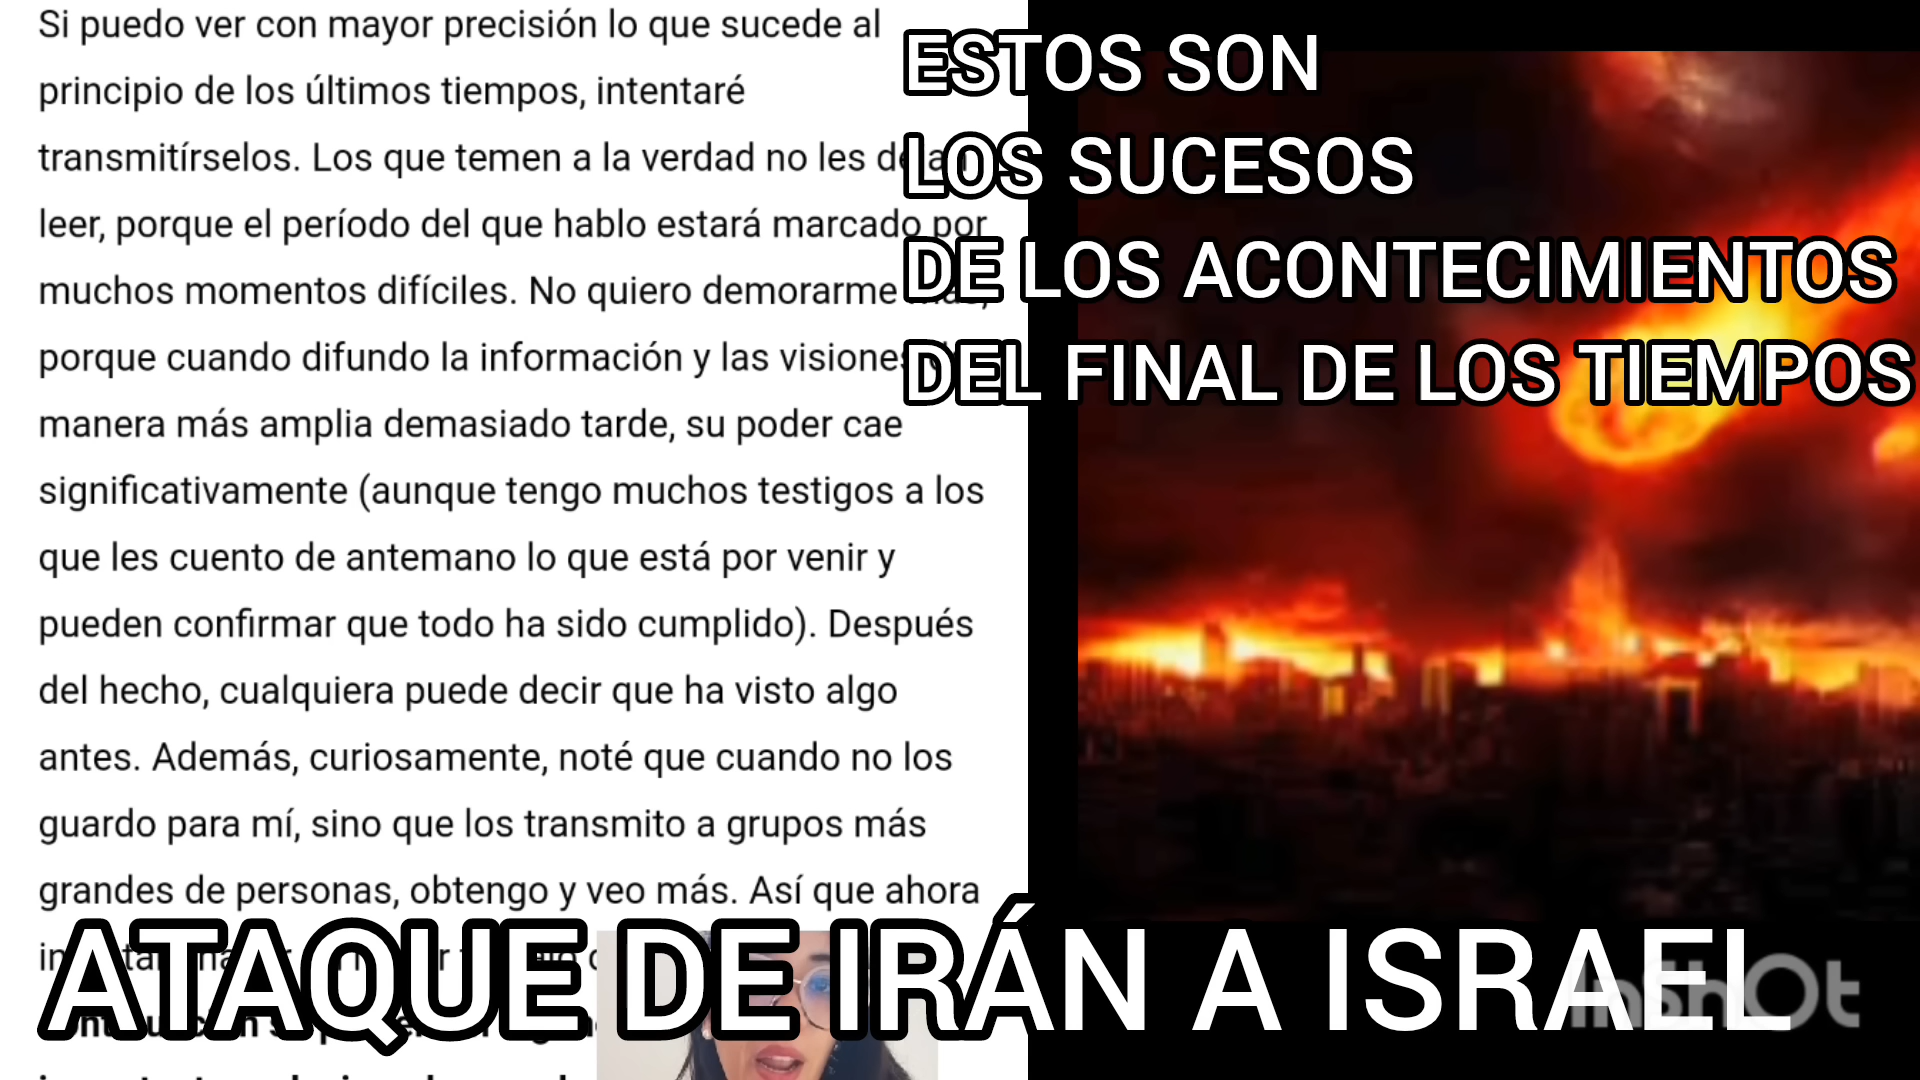 Si puedo ver con mayor precisión lo que sucede al
principio de los últimos tiempos, intentaré
transmitírselos. Los que temen a la verdad no les
leer, porque el período del que hablo estará marcado por
muchos momentos difíciles. No quiero demorarme
porque cuando difundo la información y las visiones
manera más amplia demasiado tarde, su poder cae
significativamente (aunque tengo muchos testigos a los
que les cuento de antemano lo que está por venir y
pueden confirmar que todo ha sido cumplido). Después
del hecho, cualquiera puede decir que ha visto algo
antes. Además, curiosamente, noté que cuando no los
guardo para mí, sino que los transmito a grupos más
grandes de personas, obtengo y veo más. Así que ahora
ESTOS SON
LOS SUCESOS
DE LOS ACONTECIMIENTOS
DEL FINAL DE LOS TIEMPOS
ATAQUE DE IRÁN A ISRAEL
InShOt